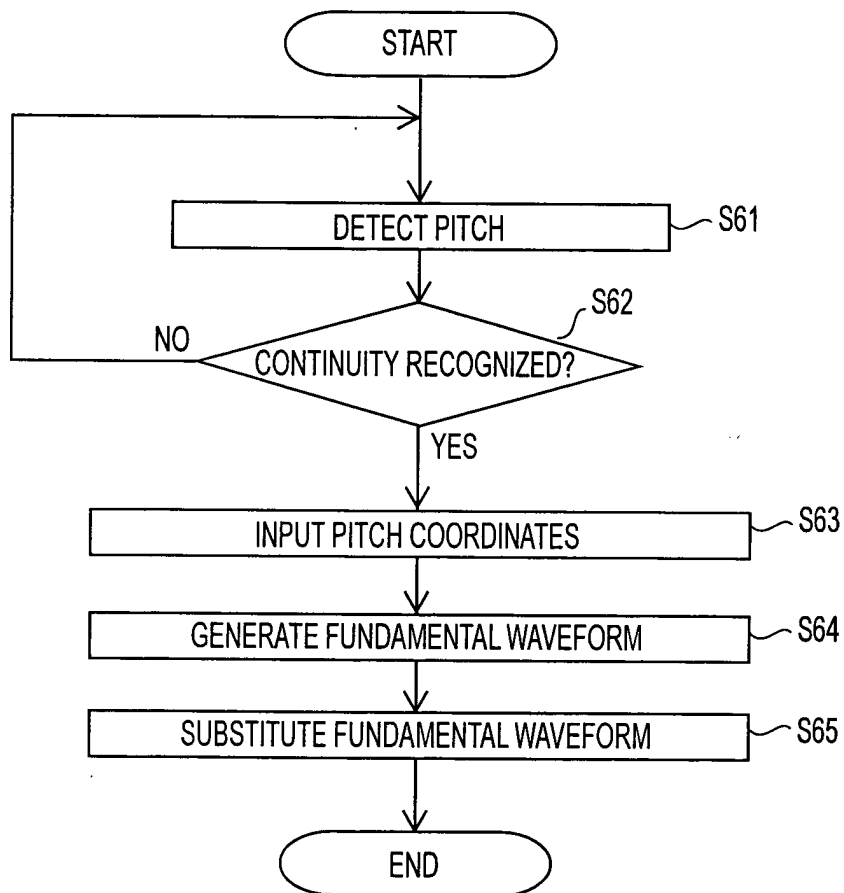 START
DETECT PITCH
S61
S62
NO
CONTINUITY RECOGNIZED?
YES
INPUT PITCH COORDINATES
S63
GENERATE FUNDAMENTAL WAVEFORM
S64
SUBSTITUTE FUNDAMENTAL WAVEFORM
S65
END